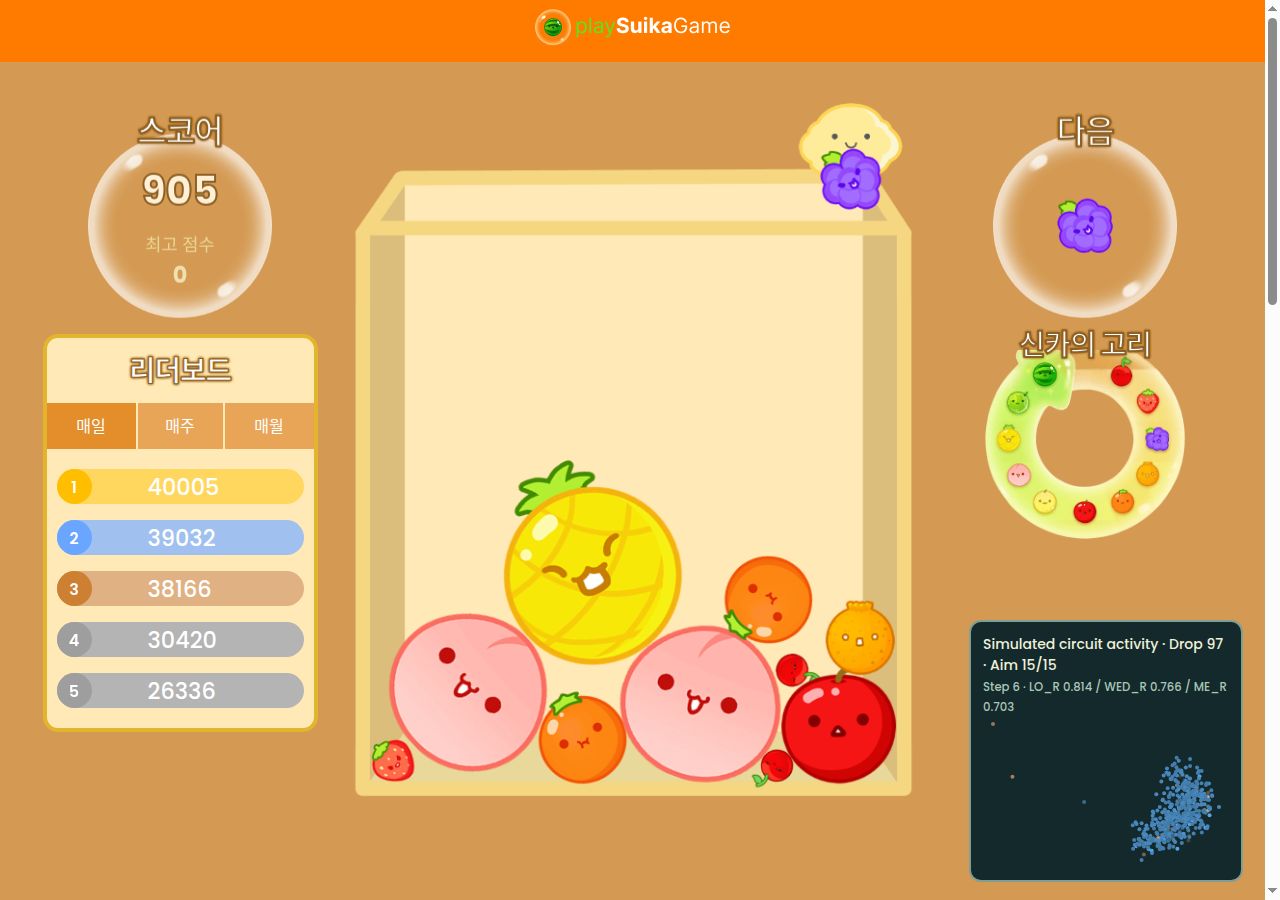 playSuikaGame
스코어
905
최고 점수
0
리더보드
매일 매주 매월
1 40005
2 39032
3 38166
4 30420
5 26336
다음
신카의 고리
Simulated circuit activity · Drop 97
· Aim 15/15
Step 6 · LO_R 0.814 / WED_R 0.766 / ME_R
0.703